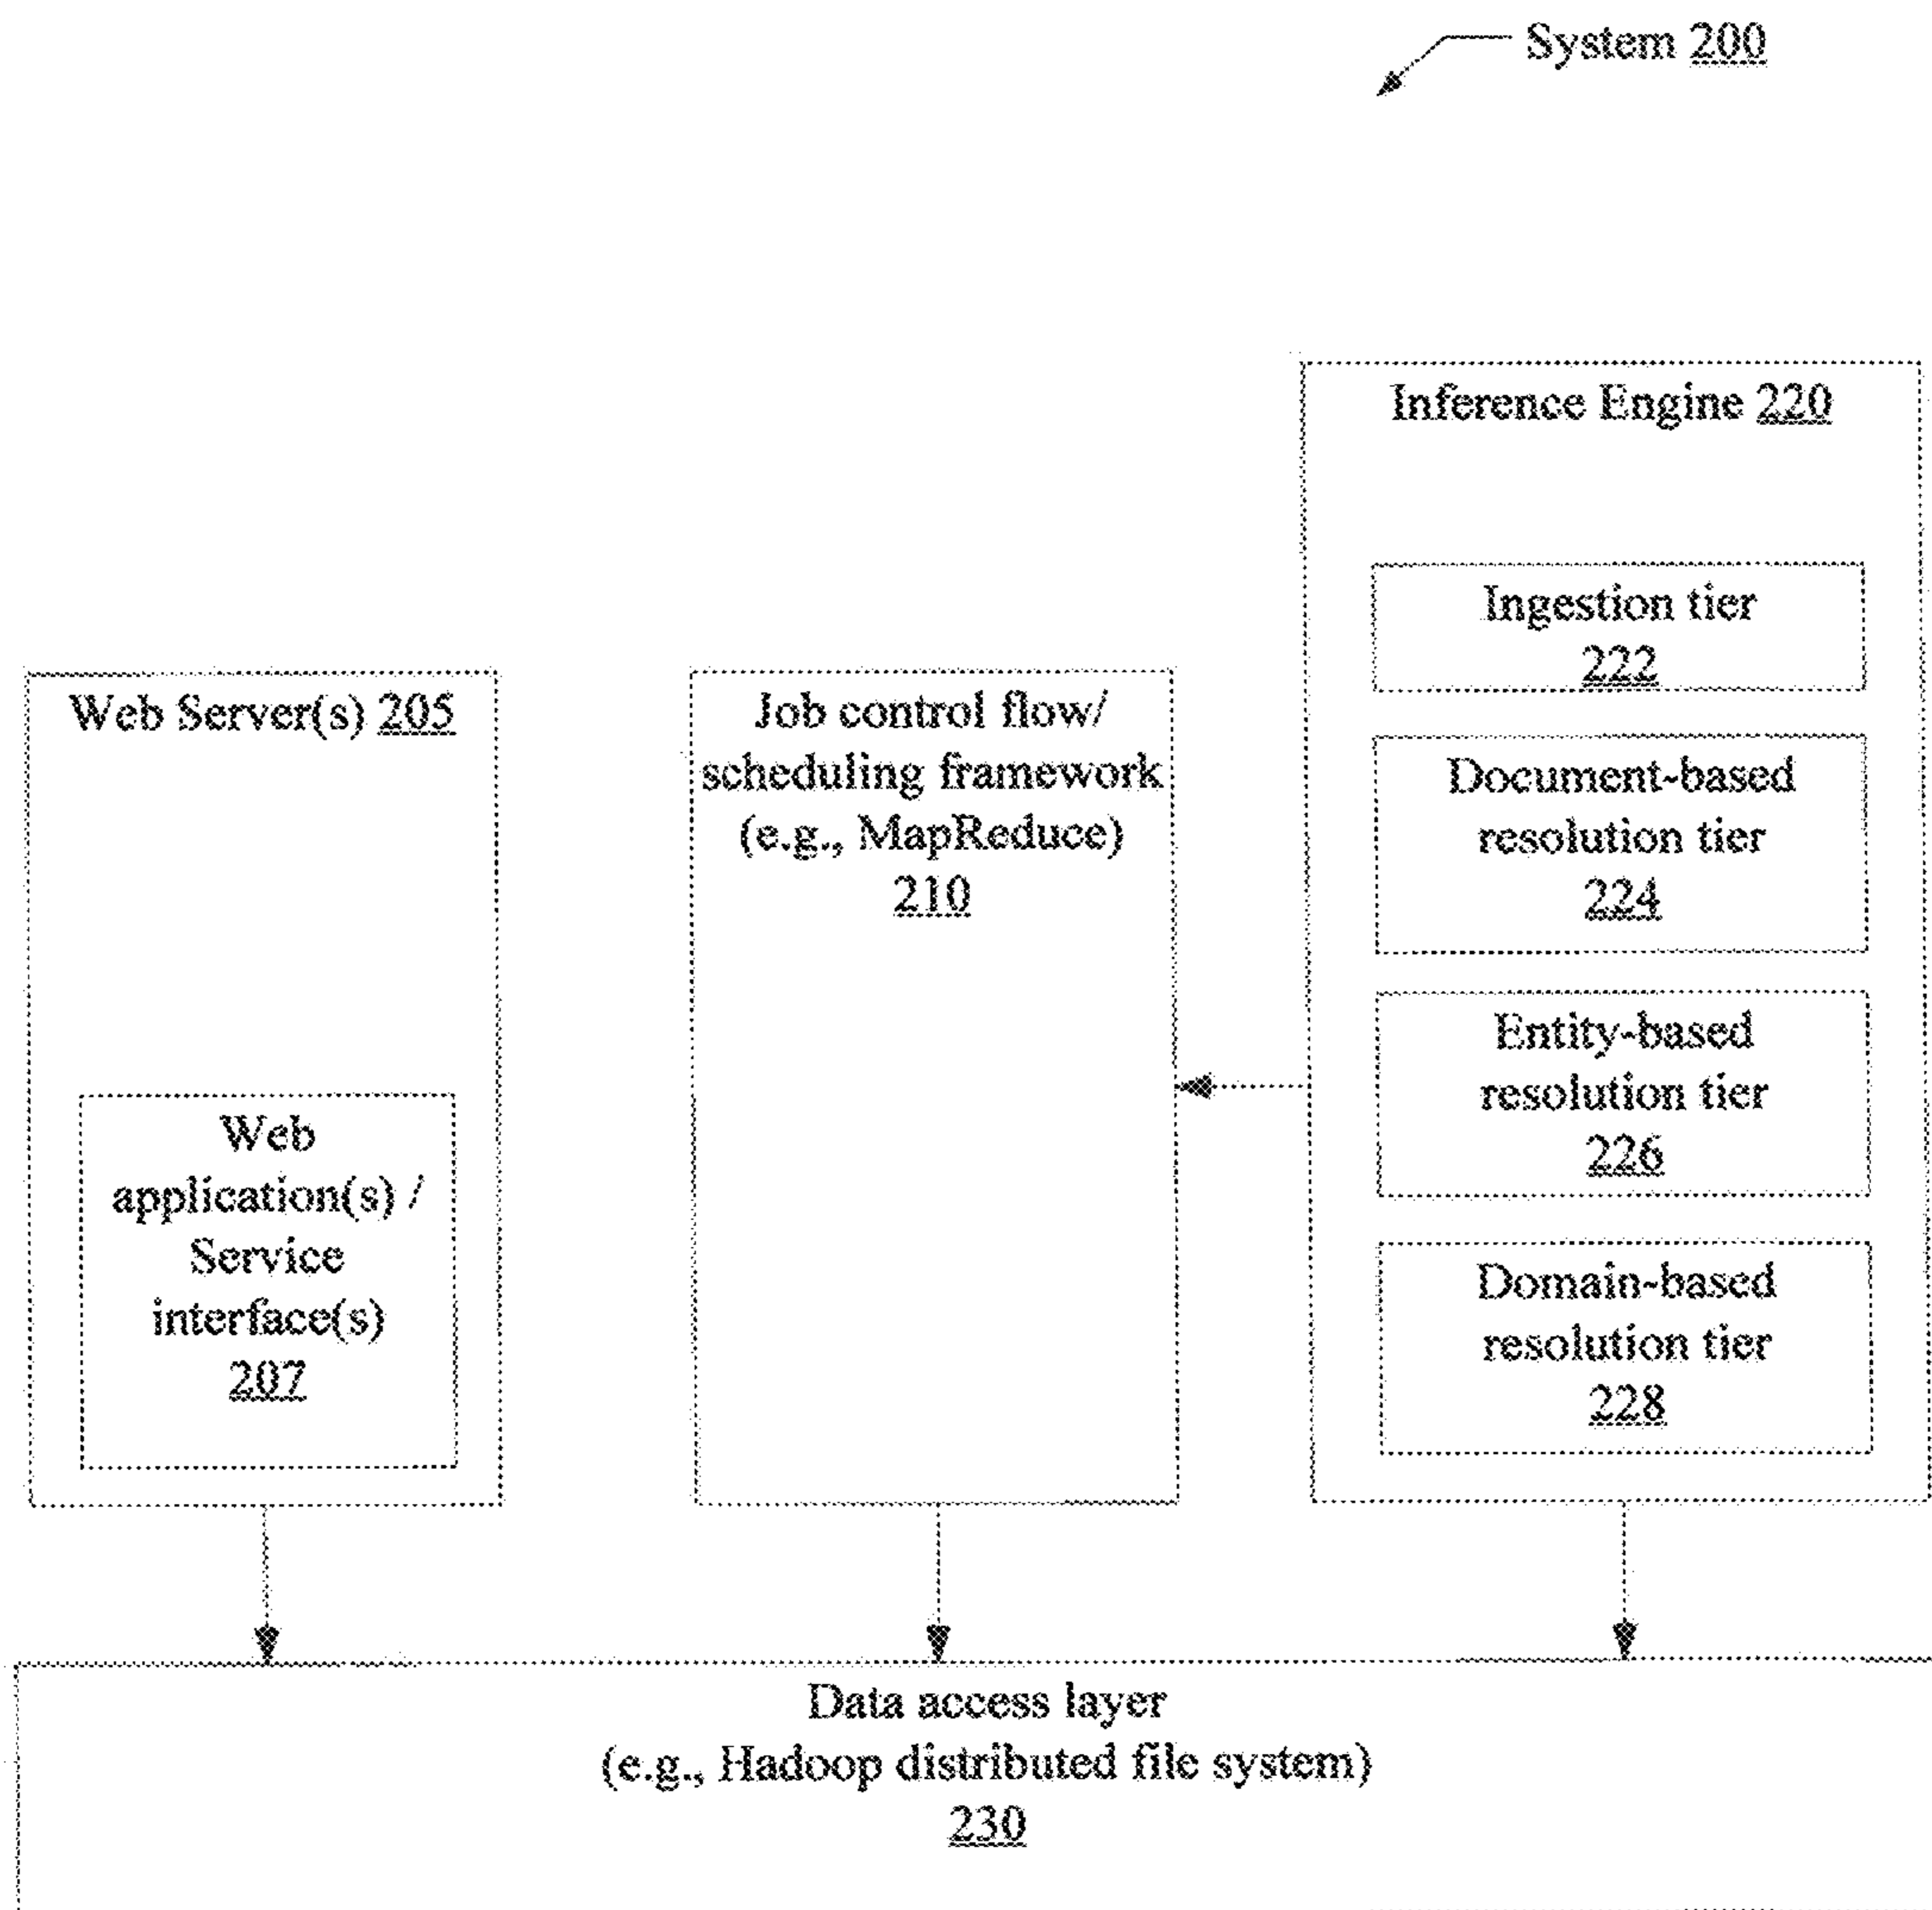 System 200
Inference Engine 220
Ingestion tier
222
Document-based
resolution tier
224
Entity-based
resolution tier
226
Domain-based
resolution tier
228
Web Server(s) 205
Web
application(s) /
Service
interface(s)
207
Job control flow/
scheduling framework
(e.g., MapReduce)
210
Data access layer
(e.g., Hadoop distributed file system)
230